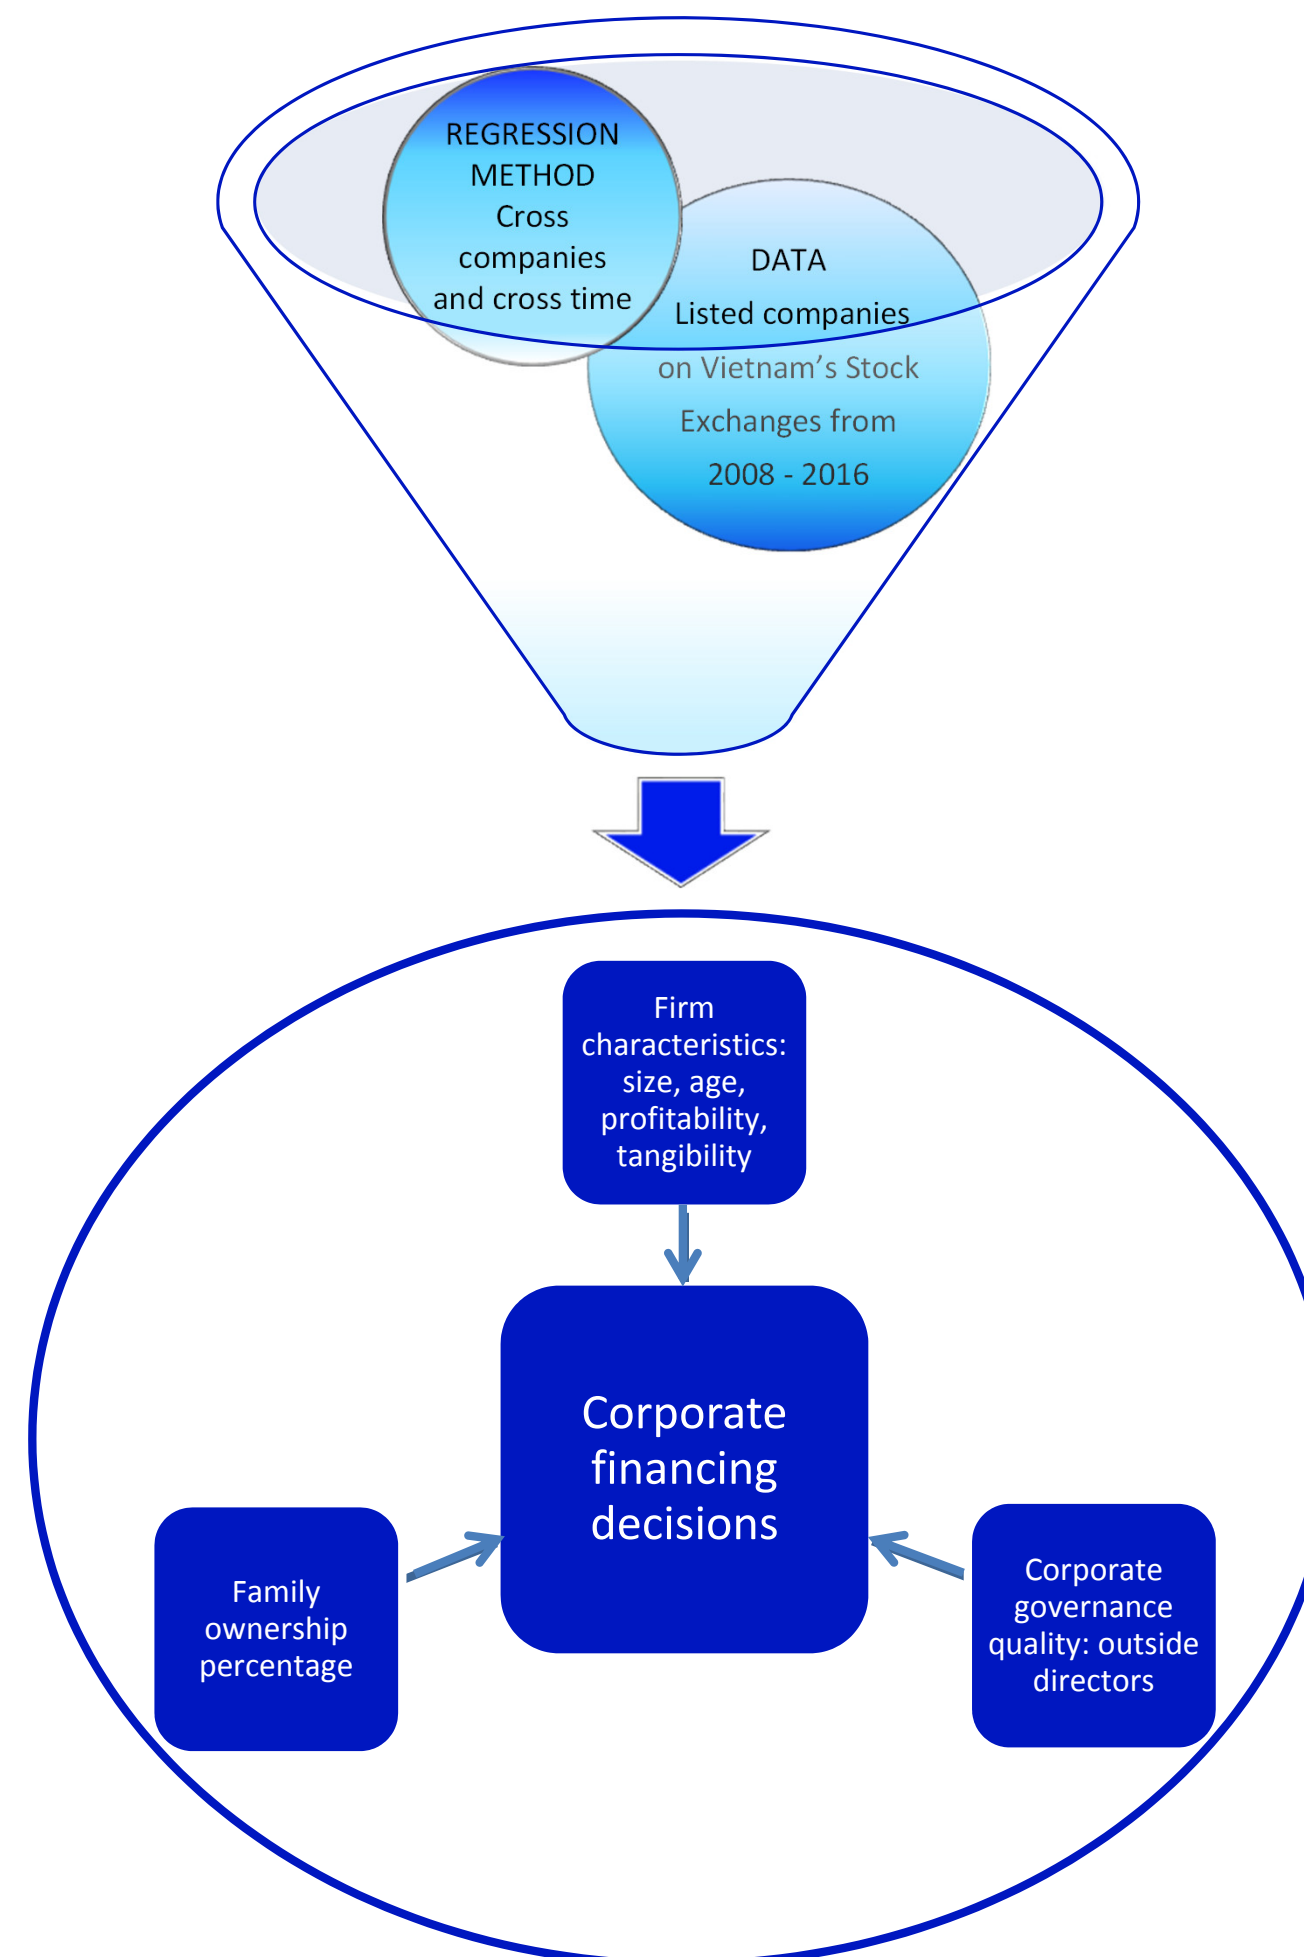 REGRESSION
METHOD
Cross
companies
and cross time
DATA
Listed companies
on Vietnam’s Stock
Exchanges from
2008 - 2016
Firm
characteristics:
size, age,
profitability,
tangibility
Corporate
financing
decisions
Family
ownership
percentage
Corporate
governance
quality: outside
directors